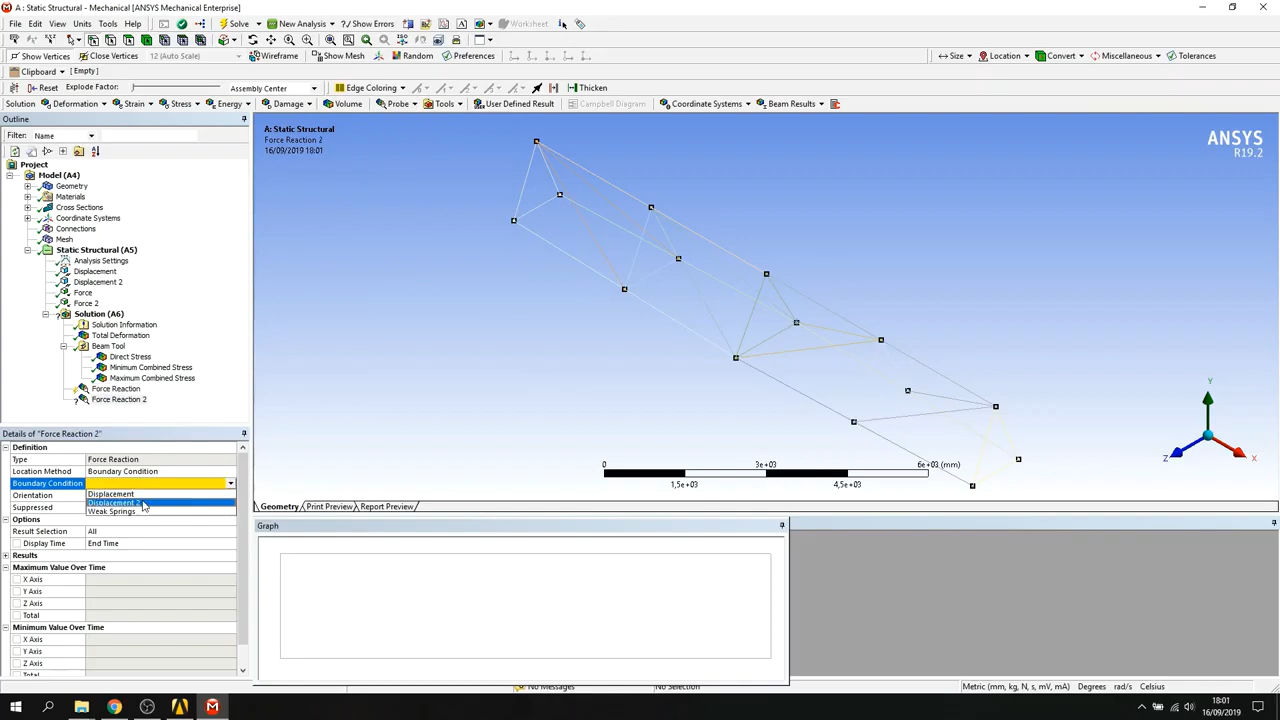 A : Static Structural - Mechanical [ANSYS Mechanical Enterprise]
File Edit View Units Tools Help Solve New Analysis ?/ Show Errors Worksheet
Show Vertices Close Vertices 12 (Auto Scale) Wireframe Show Mesh Random Preferences Size Location Convert Miscellaneous Tolerances
Clipboard [ Empty ]
Reset Explode Factor: Assembly Center Edge Coloring Thicken
Solution Deformation Strain Stress Energy Damage Volume Probe Tools User Defined Result Campbell Diagram Coordinate Systems Beam Results
Outline
Filter: Name
Project
Model (A4)
Geometry
Materials
Cross Sections
Coordinate Systems
Connections
Mesh
Static Structural (A5)
Analysis Settings
Displacement
Displacement 2
Force
Force 2
Solution (A6)
Solution Information
Total Deformation
Beam Tool
Direct Stress
Minimum Combined Stress
Maximum Combined Stress
Force Reaction
Force Reaction 2
A: Static Structural
Force Reaction 2
16/09/2019 18:01
ANSYS
R19.2
Y
Z
X
0 3e+03 6e+03 (mm)
1,5e+03 4,5e+03
Geometry Print Preview Report Preview
Details of "Force Reaction 2"
Definition
Type Force Reaction
Location Method Boundary Condition
Boundary Condition
Displacement
Displacement 2
Weak Springs
Orientation
Suppressed
Options
Result Selection All
Display Time End Time
Results
Maximum Value Over Time
X Axis
Y Axis
Z Axis
Total
Minimum Value Over Time
X Axis
Y Axis
Z Axis
Total
Graph
No Messages No Selection Metric (mm, kg, N, s, mV, mA) Degrees rad/s Celsius
18:01
16/09/2019